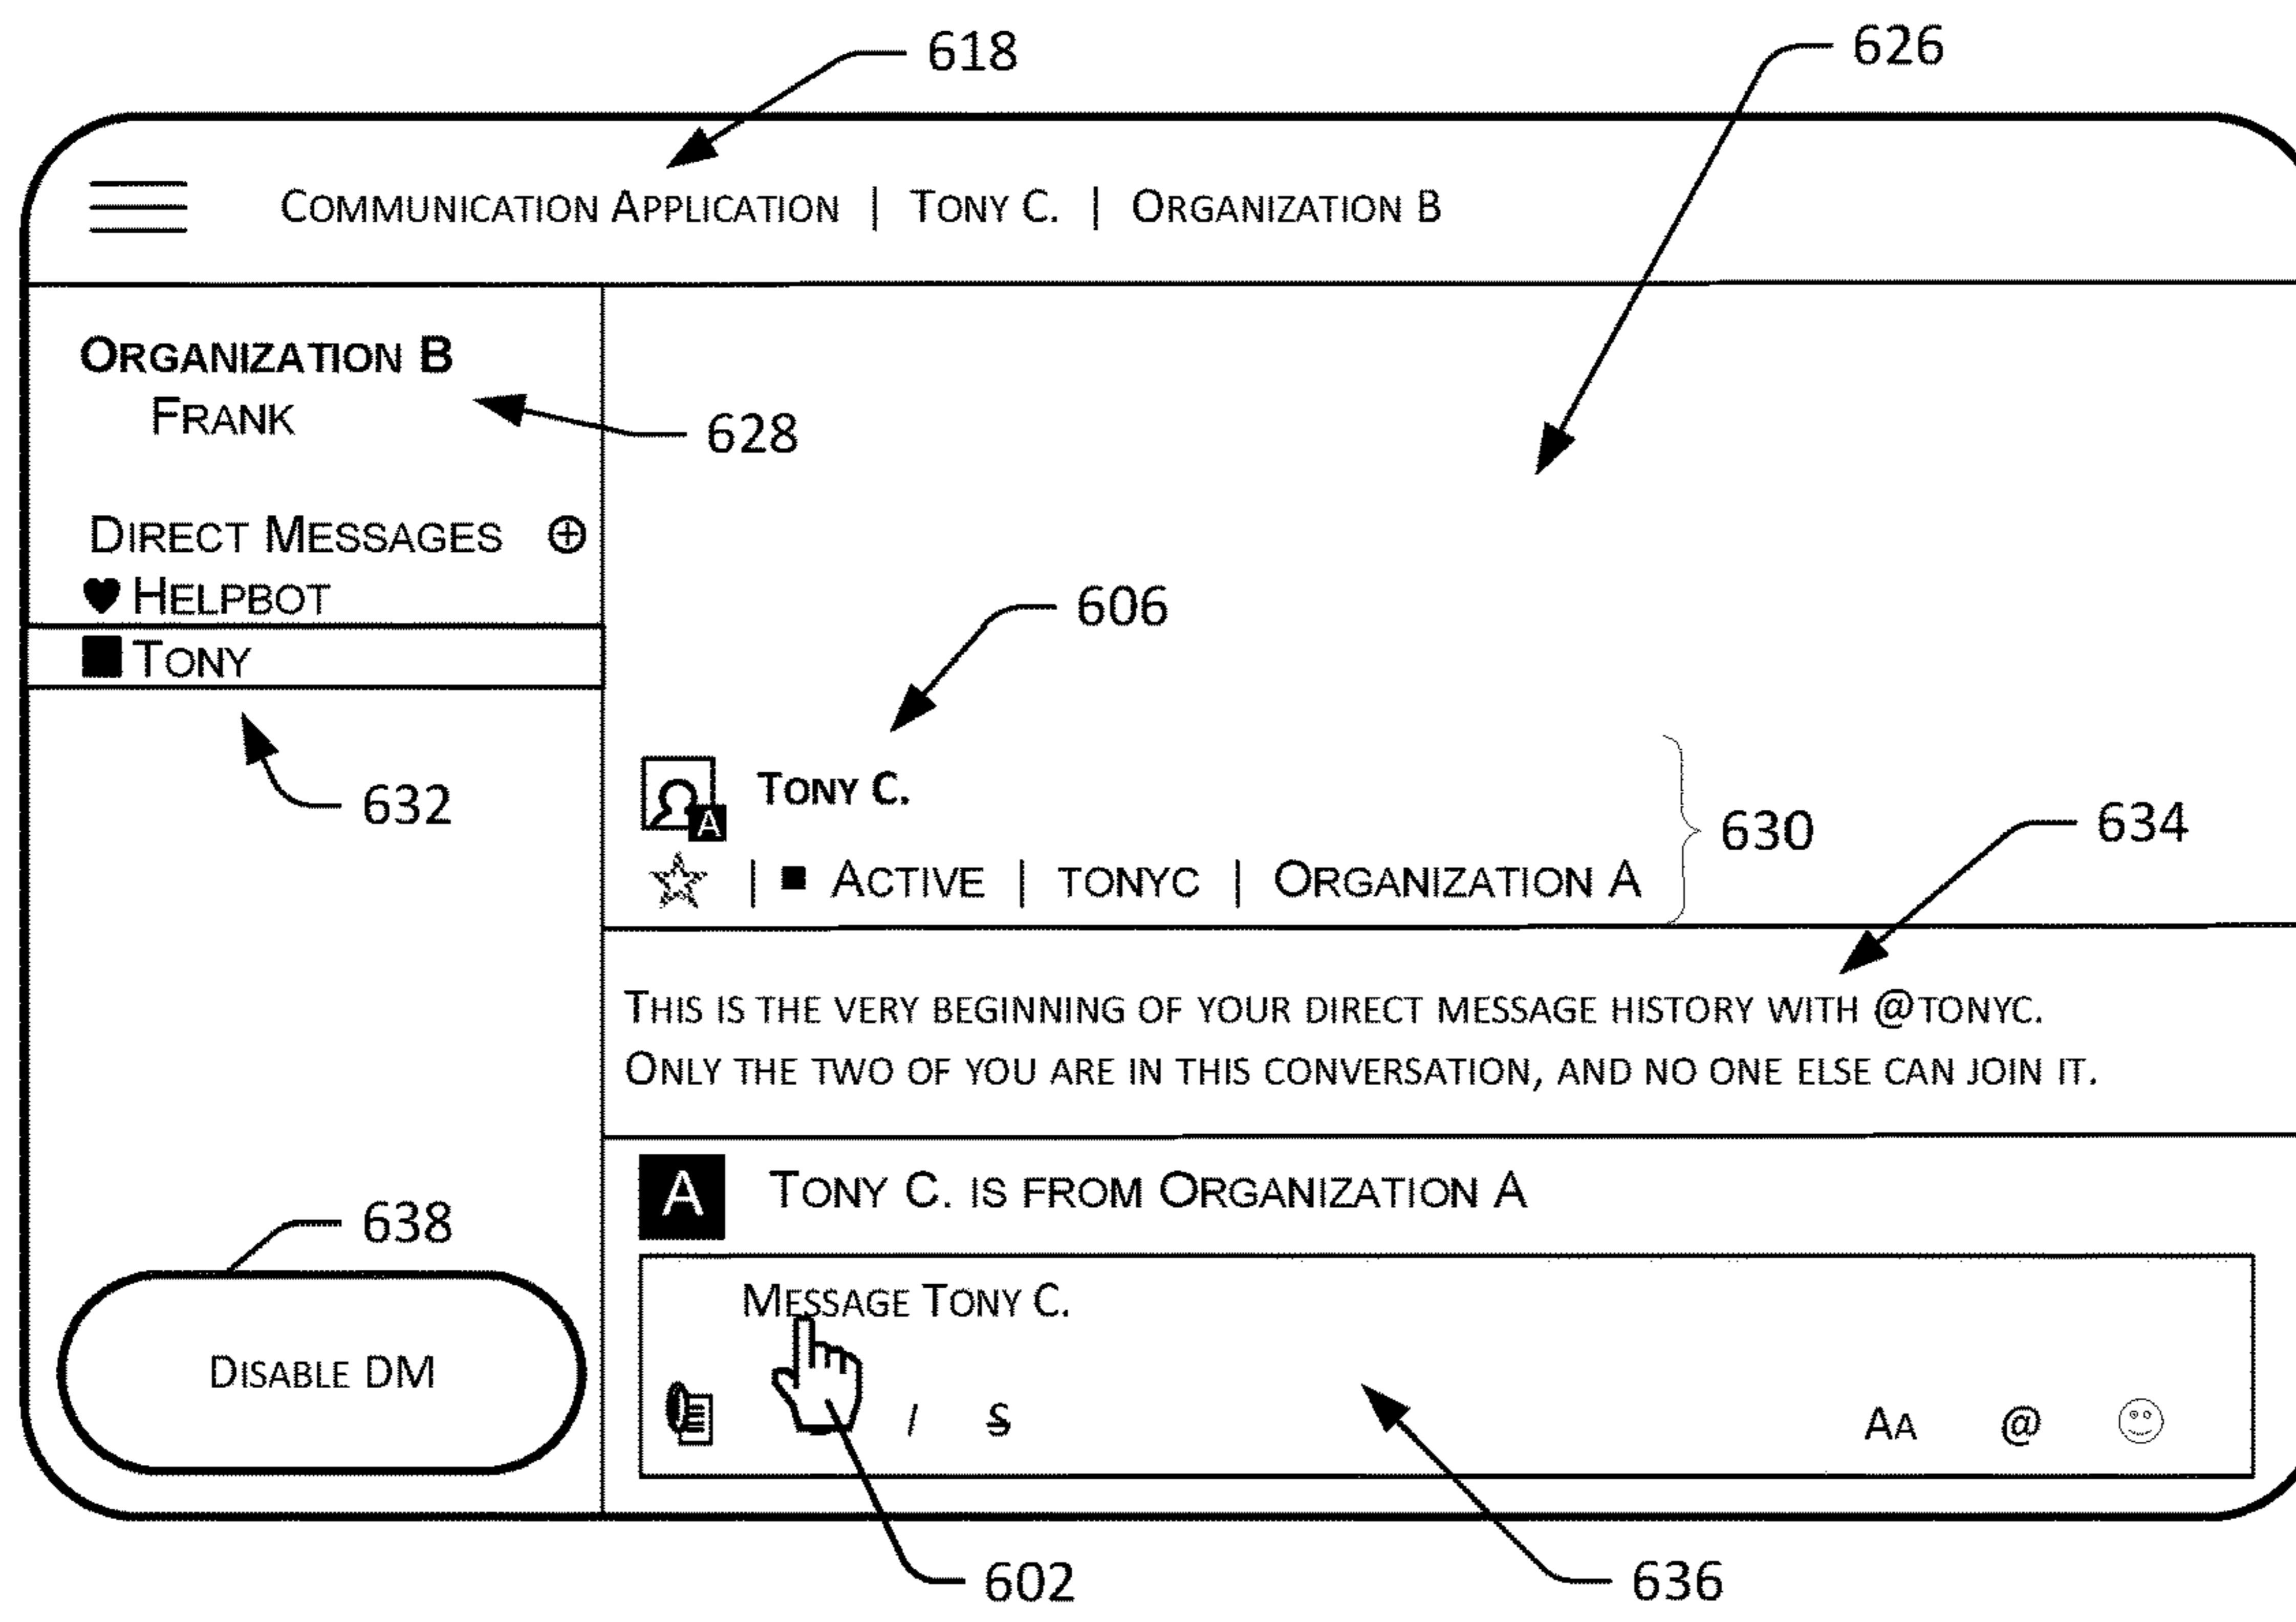 618
626
Communication Application | Tony C. | Organization B
Organization B
Frank
628
Direct Messages
Helpbot
Tony
632
606
Tony C.
A
Active | tonyc | Organization A
630
634
This is the very beginning of your direct message history with @tonyc.
Only the two of you are in this conversation, and no one else can join it.
A Tony C. is from Organization A
638
Disable DM
Message Tony C.
I S Aa @
602
636